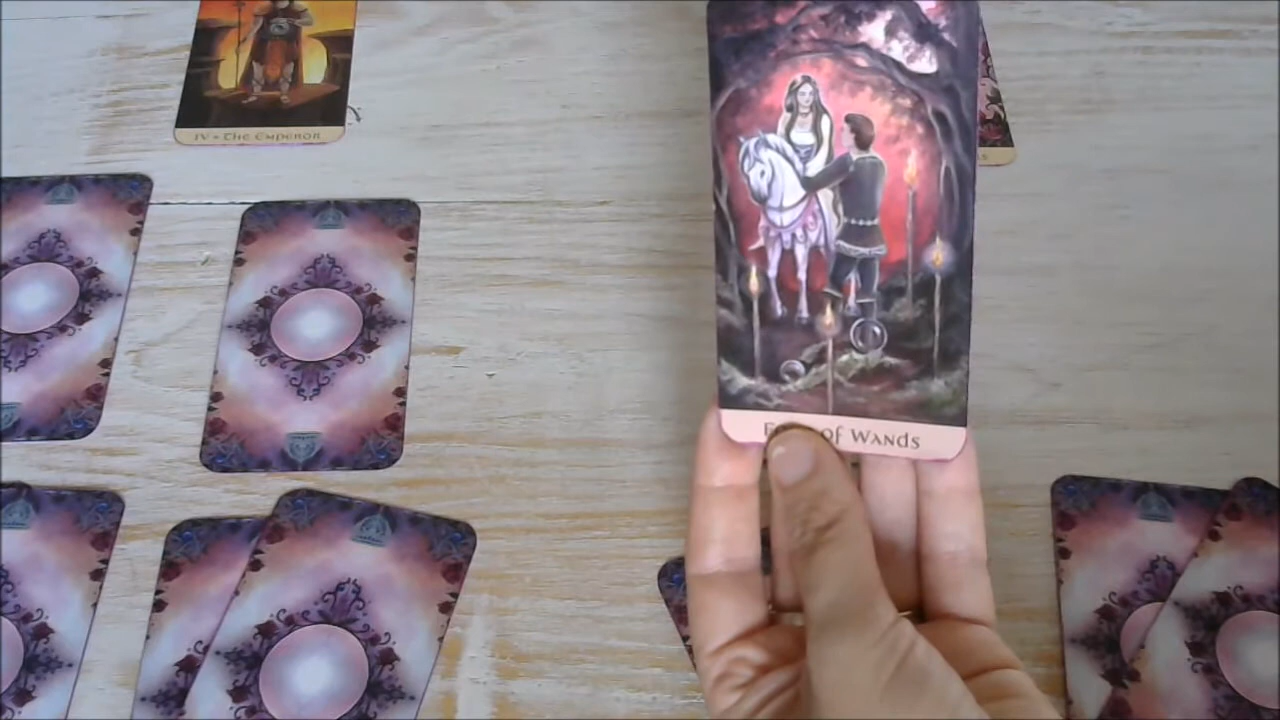 IV • The Emperor
of Wands